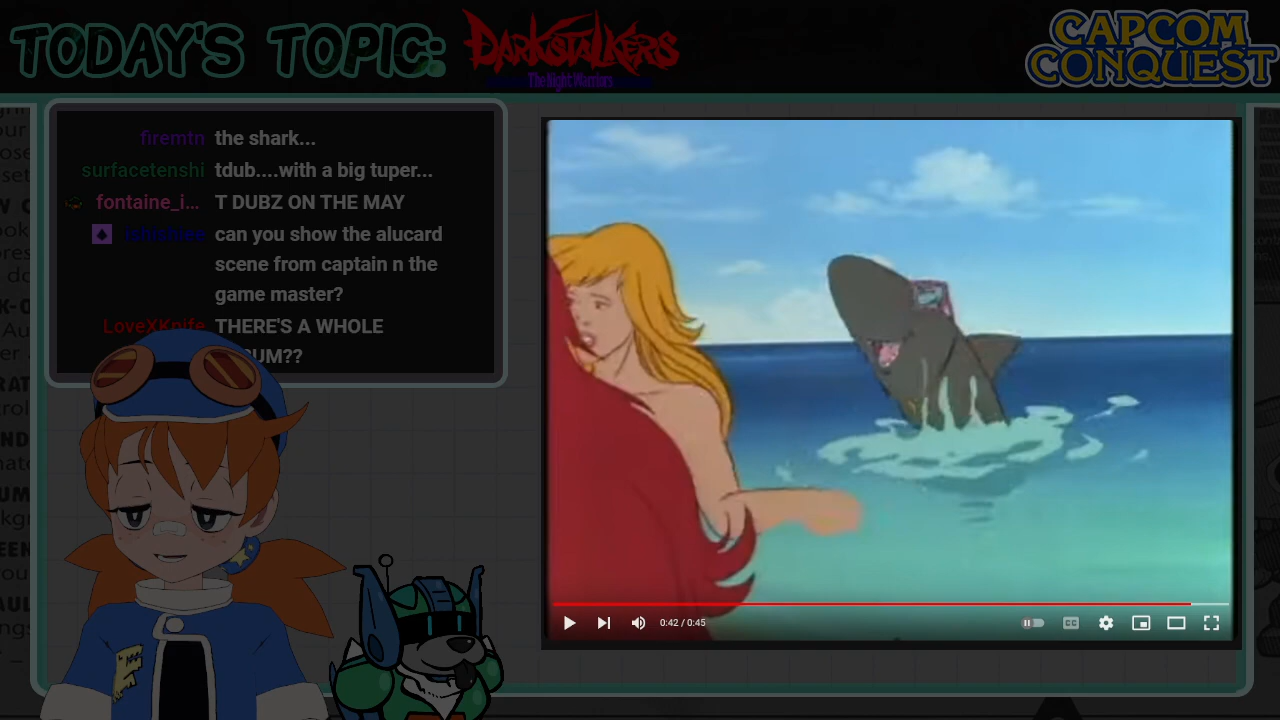 TODAY'S TOPIC:
DARKSTALKERS
The Night Warriors
CAPCOM
CONQUEST
firemtn the shark...
surfacetenshi tdub....with a big tuper...
fontaine_i... T DUBZ ON THE MAY
ishishiee can you show the alucard
scene from captain n the
game master?
LoveXKnife THERE'S A WHOLE
UM??
0:42 / 0:45
CC